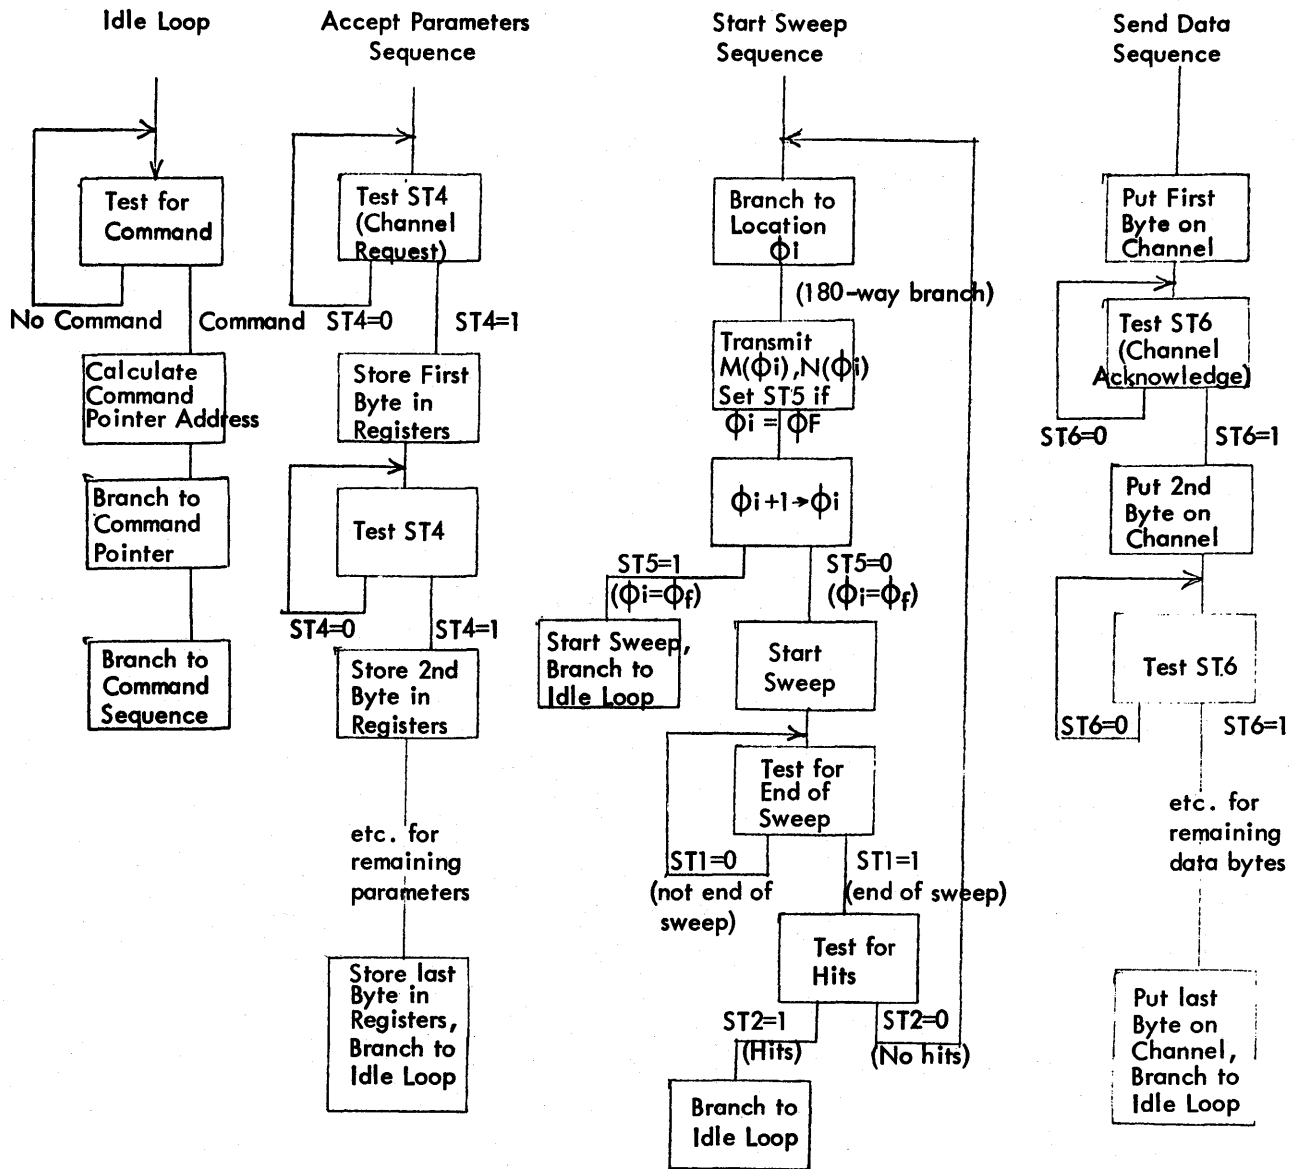 Idle Loop
Test for
Command
No Command
Command
Calculate
Command
Pointer Address
Branch to
Command
Pointer
Branch to
Command
Sequence
Accept Parameters
Sequence
Test ST4
(Channel
Request)
ST4=0
ST4=1
Store First
Byte in
Registers
Test ST4
ST4=0
ST4=1
Store 2nd
Byte in
Registers
etc. for
remaining
parameters
Store last
Byte in
Registers,
Branch to
Idle Loop
Start Sweep
Sequence
Branch to
Location
ϕi
(180-way branch)
Transmit
M(ϕi),N(ϕi)
Set ST5 if
ϕi = ϕF
ϕi +1→ϕi
ST5=1
(ϕi=ϕf)
ST5=0
(ϕi=ϕf)
Start Sweep,
Branch to
Idle Loop
Start
Sweep
Test for
End of
Sweep
ST1=0
(not end of
sweep)
ST1=1
(end of sweep)
Test for
Hits
ST2=1
(Hits)
ST2=0
(No hits)
Branch to
Idle Loop
Send Data
Sequence
Put First
Byte on
Channel
Test ST6
(Channel
Acknowledge)
ST6=0
ST6=1
Put 2nd
Byte on
Channel
Test ST6
ST6=0
ST6=1
etc. for
remaining
data bytes
Put last
Byte on
Channel,
Branch to
Idle Loop